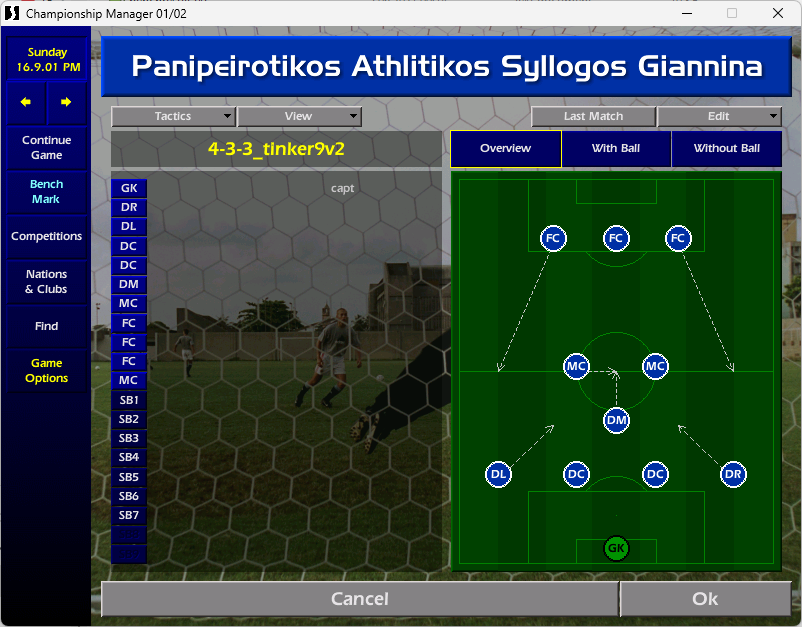 Championship Manager 01/02
Sunday
16.9.01 PM
Continue
Game
Bench
Mark
Competitions
Nations
& Clubs
Find
Game
Options
Panipeirotikos Athlitikos Syllogos Giannina
Tactics View Last Match Edit
4-3-3_tinker9v2
Overview With Ball Without Ball
GK capt
DR
DL
DC
DC
DM
MC
FC
FC
FC
MC
SB1
SB2
SB3
SB4
SB5
SB6
SB7
FC FC FC
MC MC
DM
DL DC DC DR
GK
Cancel Ok